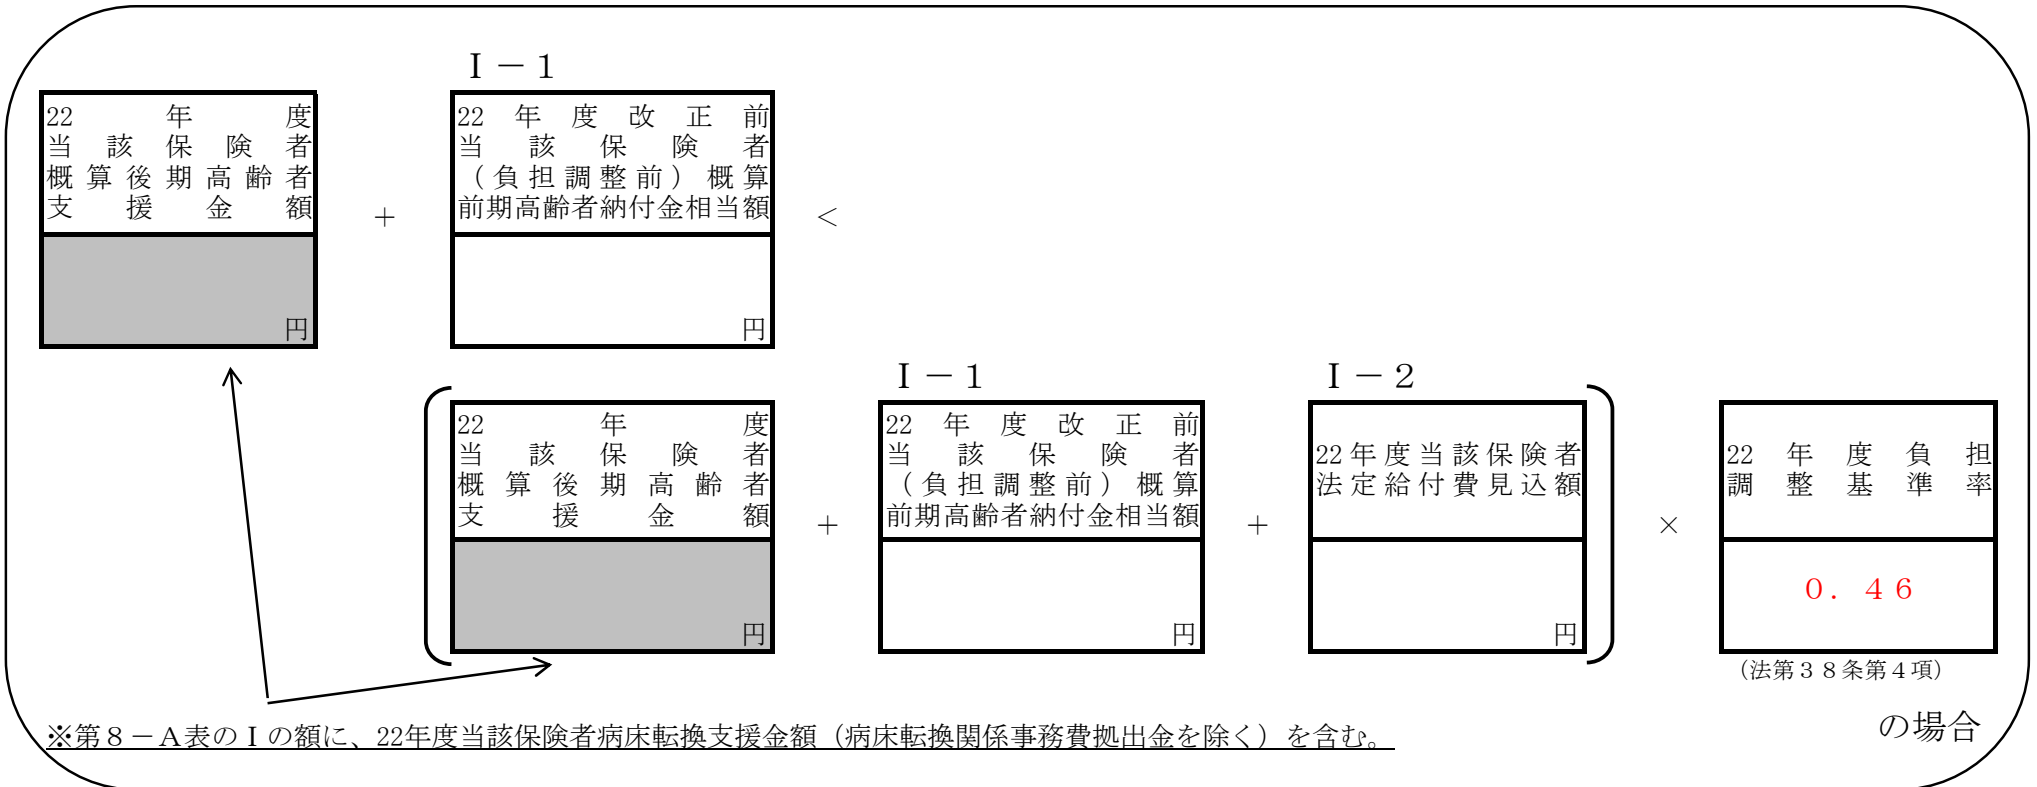 Ⅰ－１
22年度
当該保険者
概算後期高齢者
支援金額
円
＋
22年度改正前
当該保険者
（負担調整前）概算
前期高齢者納付金相当額
円
＜
22年度
当該保険者
概算後期高齢者
支援金額
円
＋
Ⅰ－１
22年度改正前
当該保険者
（負担調整前）概算
前期高齢者納付金相当額
円
＋
Ⅰ－２
22年度当該保険者
法定給付費見込額
円
×
22年度負担
調整基準率
０．４６
（法第３８条第４項）
の場合
※第８－Ａ表のⅠの額に、22年度当該保険者病床転換支援金額（病床転換関係事務費拠出金を除く）を含む。